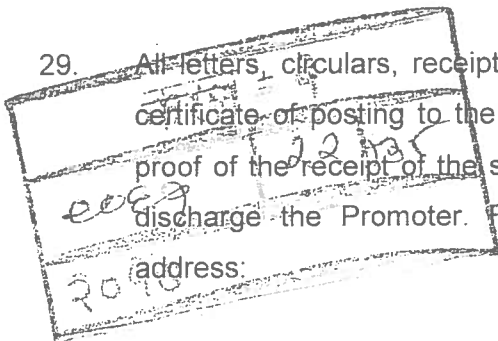 29. All letters, circulars, receipt
certificate of posting to the
proof of the receipt of the s
discharge the Promoter.
address: